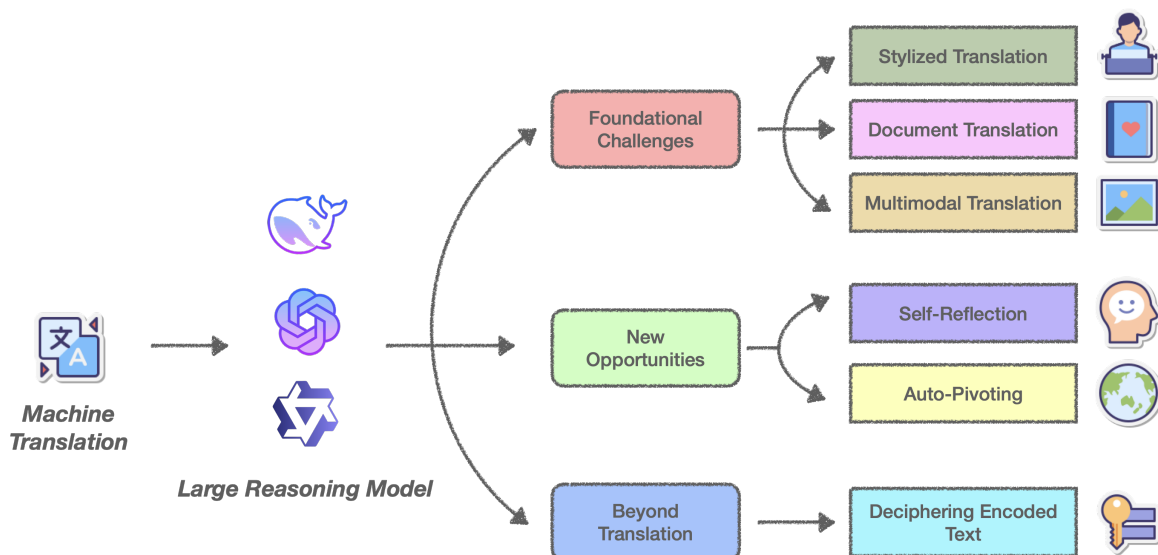 Machine
Translation
文
A
Large Reasoning Model
Foundational
Challenges
Stylized Translation
Document Translation
Multimodal Translation
New
Opportunities
Self-Reflection
Auto-Pivoting
Beyond
Translation
Deciphering Encoded
Text